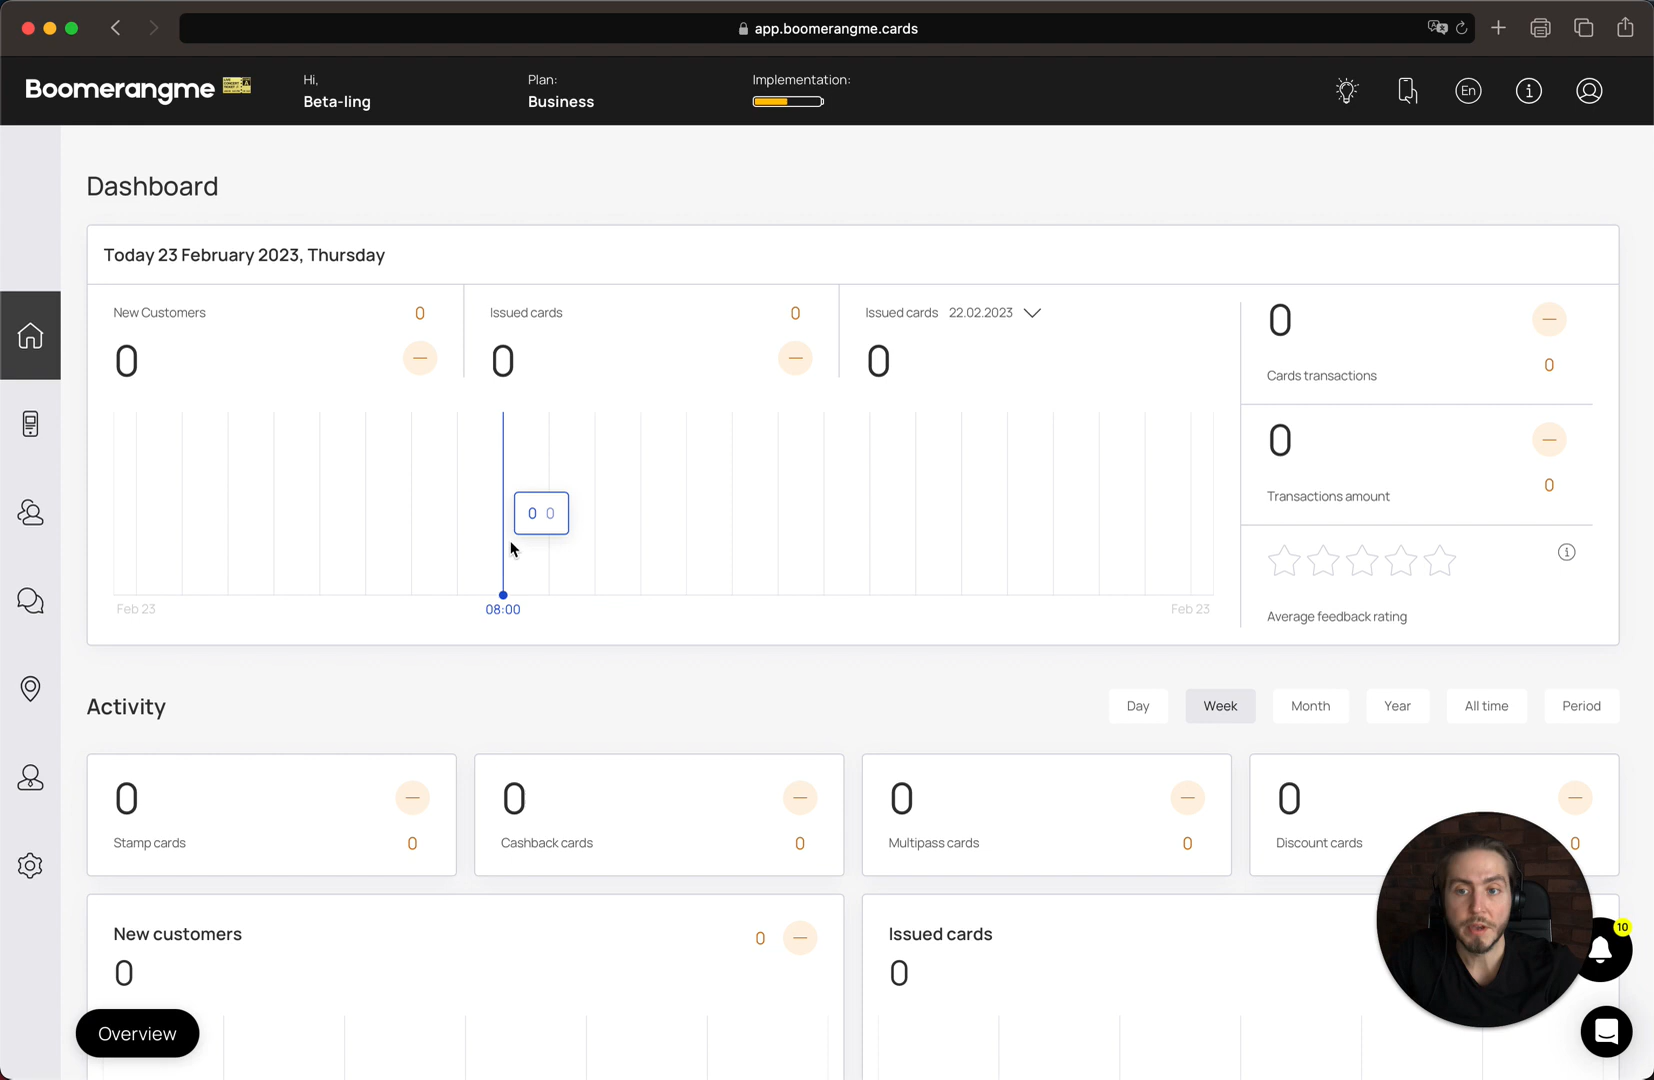 app.boomerangme.cards
Boomerangme
Hi,
Beta-ling
Plan:
Business
Implementation:
En
Dashboard
Today 23 February 2023, Thursday
New Customers 0
0
Issued cards 0
0
Issued cards 22.02.2023
0
0
Cards transactions 0
0
Transactions amount 0
Average feedback rating
0 0
Feb 23 08:00 Feb 23
Activity
Day Week Month Year All time Period
0
Stamp cards 0
0
Cashback cards 0
0
Multipass cards 0
0
Discount cards 0
New customers 0
0
Issued cards
0
10
Overview